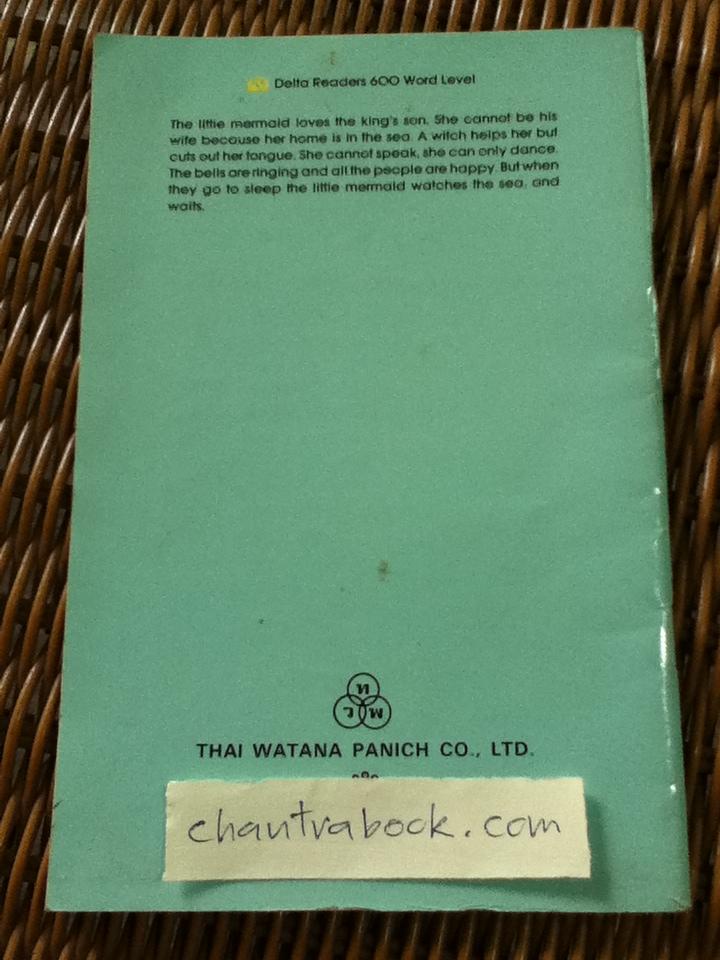 Delta Readers 600 Word Level
The little mermaid loves the king's son. She cannot be his
wife because her home is in the sea. A witch helps her but
cuts out her tongue. She cannot speak, she can only dance.
The bells are ringing and all the people are happy. But when
they go to sleep the little mermaid watches the sea, and
waits.
ท
ว พ
THAI WATANA PANICH CO., LTD.
chantrabook.com